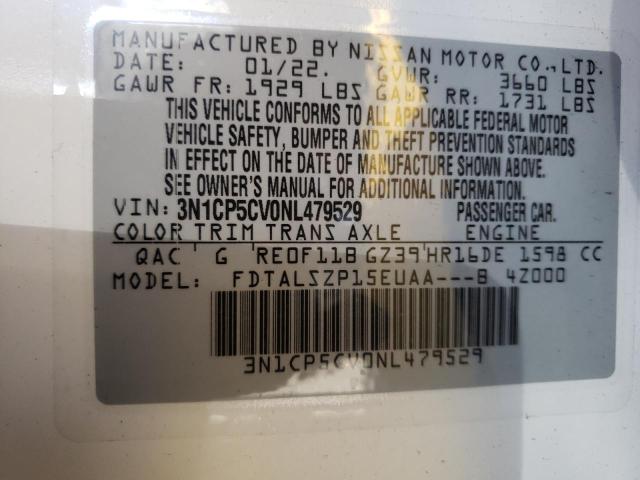 MANUFACTURED BY NISSAN MOTOR CO.,LTD.
DATE: 01/22. GVWR: 3660 LBS
GAWR FR: 1929 LBS GAWR RR: 1731 LBS
THIS VEHICLE CONFORMS TO ALL APPLICABLE FEDERAL MOTOR
VEHICLE SAFETY, BUMPER AND THEFT PREVENTION STANDARDS
IN EFFECT ON THE DATE OF MANUFACTURE SHOWN ABOVE.
SEE OWNER'S MANUAL FOR ADDITIONAL INFORMATION
VIN: 3N1CP5CV0NL479529 PASSENGER CAR.
COLOR TRIM TRANS AXLE ENGINE
QAC G RE0F11B GZ39 HR16DE 1598 CC
MODEL: FDTALSZP15EUAA---B 4Z000
3N1CP5CV0NL479529